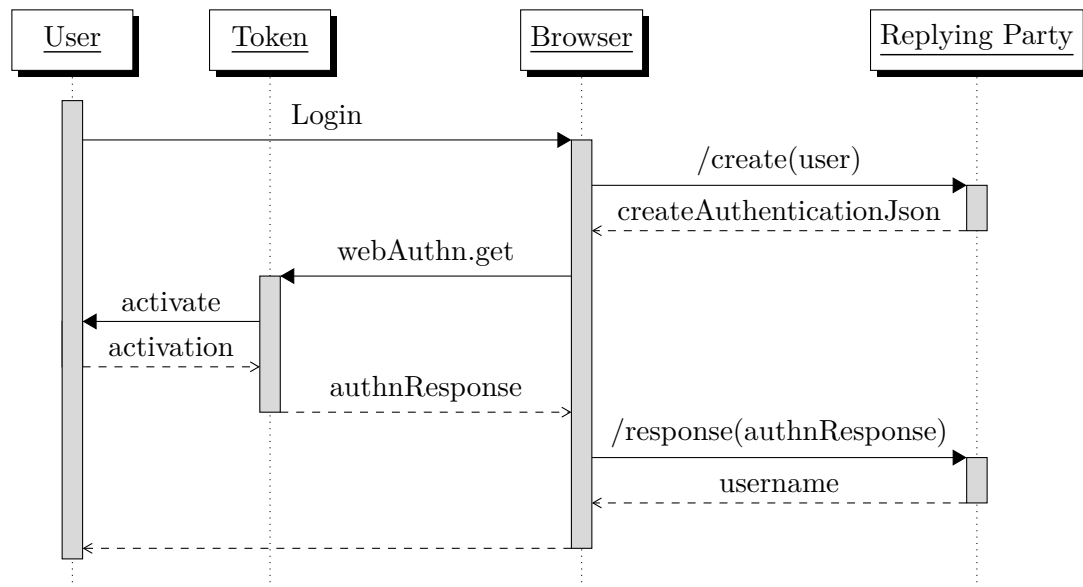 User
Token
Browser
Replying Party
Login
/create(user)
createAuthenticationJson
webAuthn.get
activate
activation
authnResponse
/response(authnResponse)
username